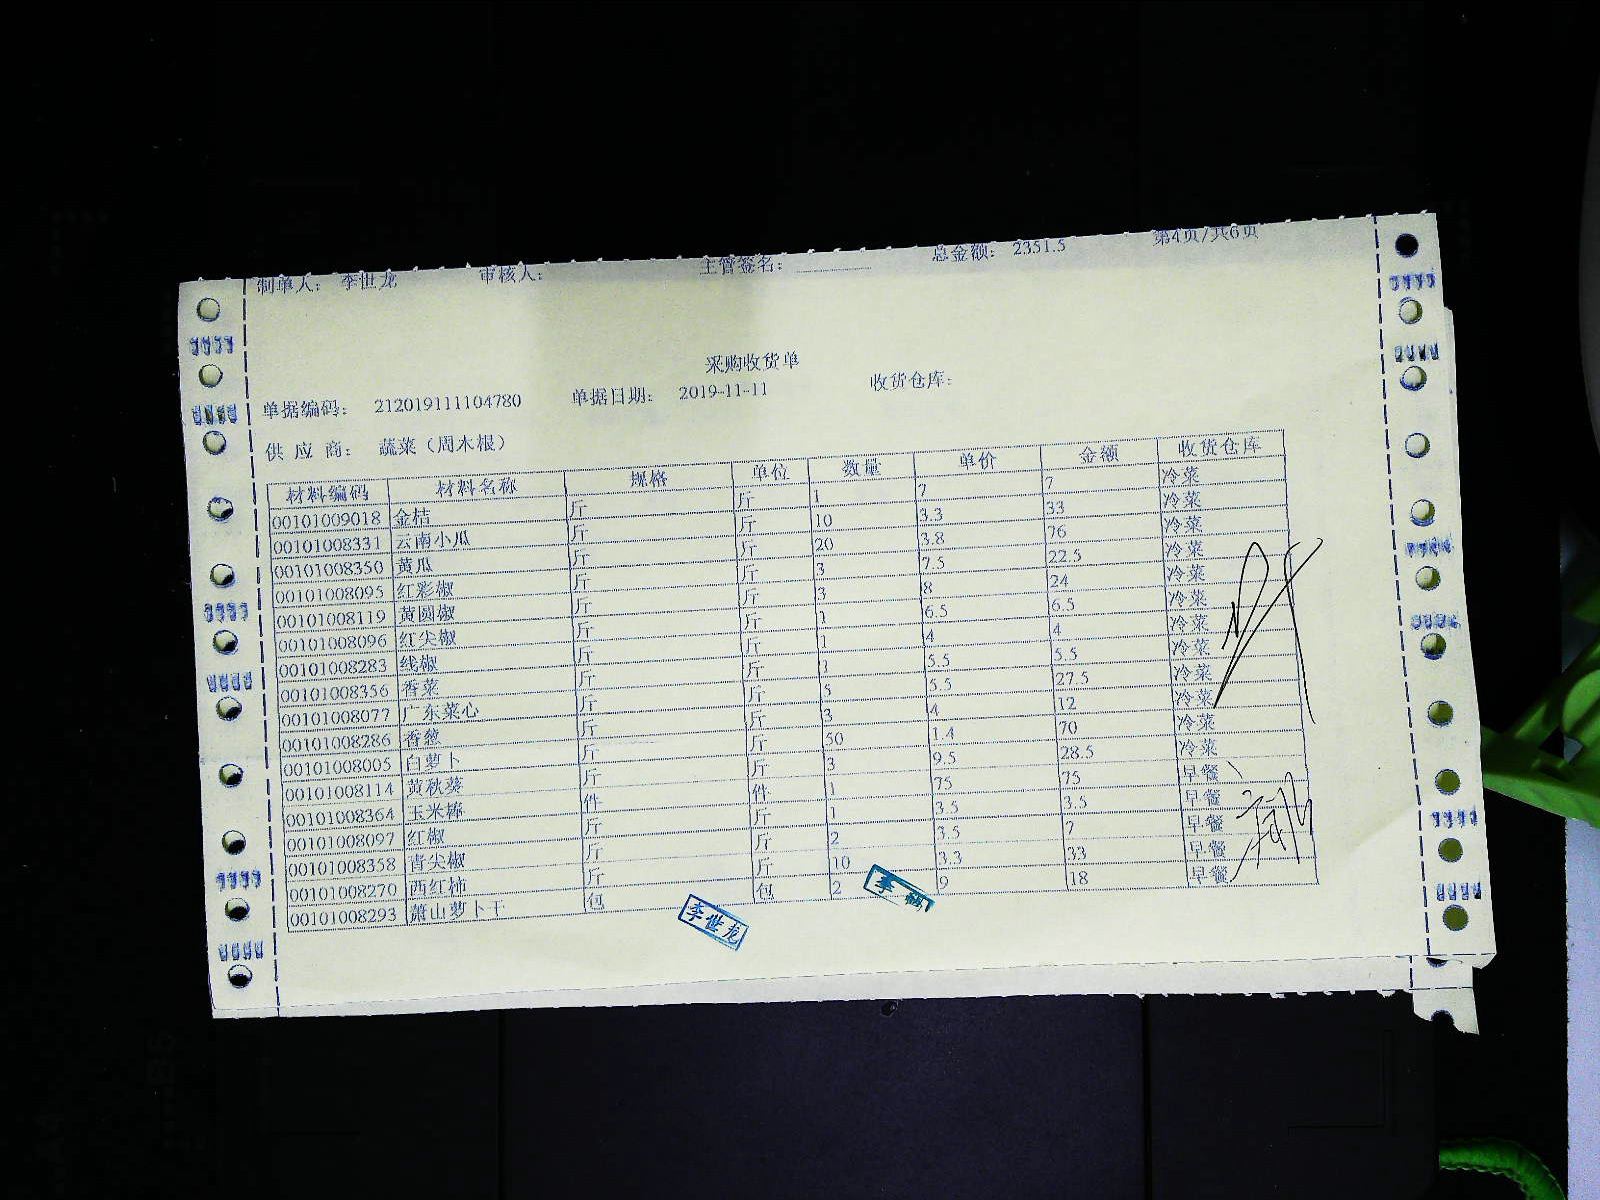 制单人： 李世龙 审核人： 主管签名： 总金额： 2351.5 第4页/共6页
采购收货单
单据编码： 212019111104780 单据日期： 2019-11-11 收货仓库：
供 应 商： 蔬菜（周木根）
材料编码 材料名称 规格 单位 数量 单价 金额 收货仓库
00101009018 金桔 斤 斤 1 7 7 冷菜
00101008331 云南小瓜 斤 斤 10 3.3 33 冷菜
00101008350 黄瓜 斤 斤 20 3.8 76 冷菜
00101008095 红彩椒 斤 斤 3 7.5 22.5 冷菜
00101008119 黄圆椒 斤 斤 3 8 24 冷菜
00101008096 红尖椒 斤 斤 1 6.5 6.5 冷菜
00101008283 线椒 斤 斤 1 4 4 冷菜
00101008356 香菜 斤 斤 1 5.5 5.5 冷菜
00101008077 广东菜心 斤 斤 5 5.5 27.5 冷菜
00101008286 香葱 斤 斤 3 4 12 冷菜
00101008005 白萝卜 斤 斤 50 1.4 70 冷菜
00101008114 黄秋葵 斤 斤 3 9.5 28.5 冷菜
00101008364 玉米棒 件 件 1 75 75 早餐
00101008097 红椒 斤 斤 1 3.5 3.5 早餐
00101008358 青尖椒 斤 斤 2 3.5 7 早餐
00101008270 西红柿 斤 斤 10 3.3 33 早餐
00101008293 萧山萝卜干 包 包 2 9 18 早餐
李世龙